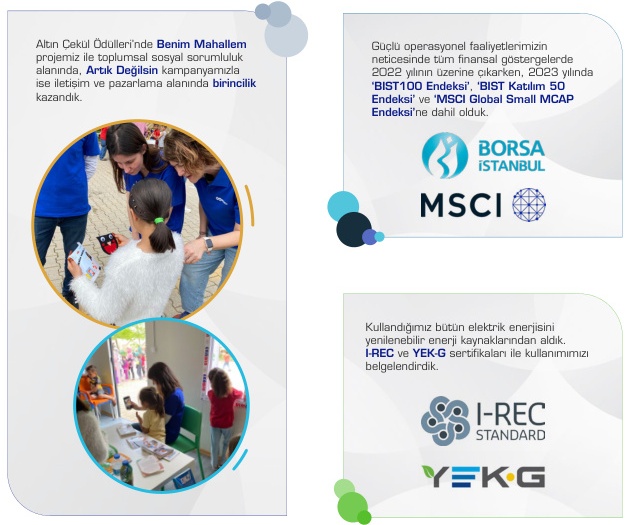 Altın Çekül Ödülleri'nde Benim Mahallem
projemiz ile toplumsal sosyal sorumluluk
alanında, Artık Değilsin kampanyamızla
ise iletişim ve pazarlama alanında birincilik
kazandık.
Güçlü operasyonel faaliyetlerimizin
neticesinde tüm finansal göstergelerde
2022 yılının üzerine çıkarken, 2023 yılında
'BIST100 Endeksi', 'BIST Katılım 50
Endeksi' ve 'MSCI Global Small MCAP
Endeksi'ne dahil olduk.
BORSA
İSTANBUL
MSCI
Kullandığımız bütün elektrik enerjisini
yenilenebilir enerji kaynaklarından aldık.
I-REC ve YEK-G sertifikaları ile kullanımımızı
belgelendirdik.
I-REC
STANDARD
YEK·G